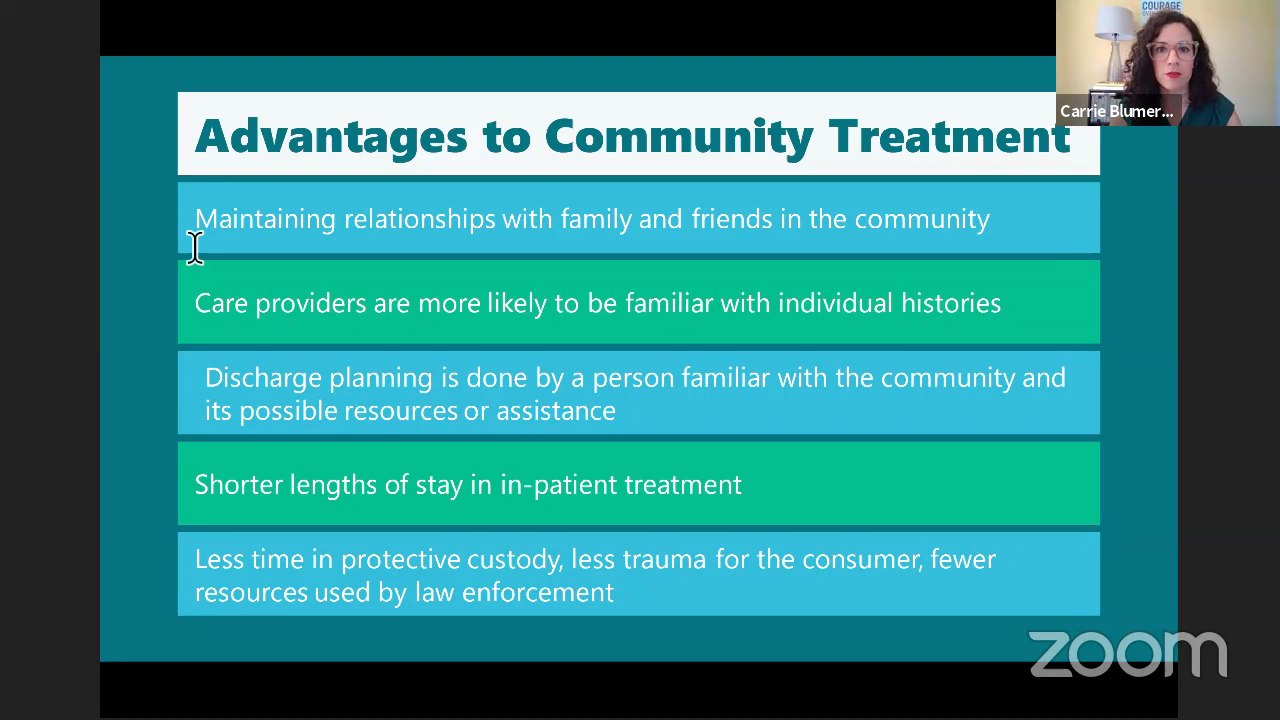 COURAGE
Carrie Blumer...
Advantages to Community Treatment
Maintaining relationships with family and friends in the community
Care providers are more likely to be familiar with individual histories
Discharge planning is done by a person familiar with the community and
its possible resources or assistance
Shorter lengths of stay in in-patient treatment
Less time in protective custody, less trauma for the consumer, fewer
resources used by law enforcement
zoom